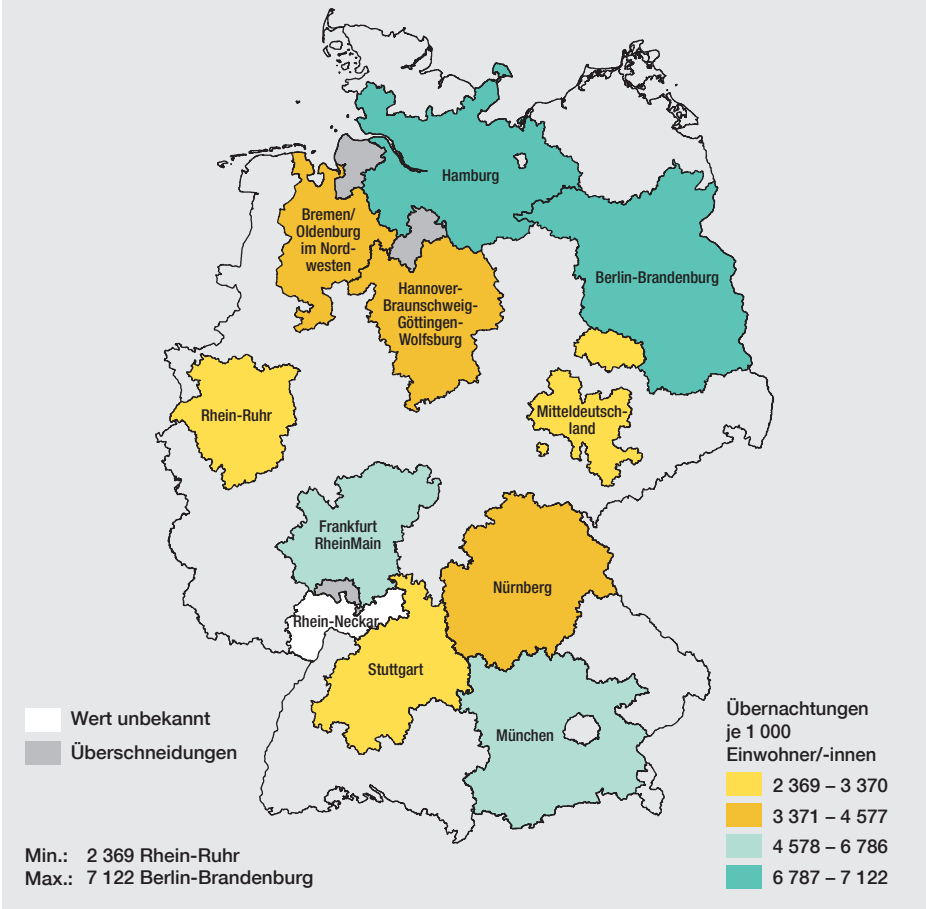 Hamburg
Bremen/
Oldenburg
im Nord-
westen
Berlin-Brandenburg
Hannover-
Braunschweig-
Göttingen-
Wolfsburg
Rhein-Ruhr
Mitteldeutsch-
land
Frankfurt
RheinMain
Nürnberg
Rhein-Neckar
Stuttgart
München
Wert unbekannt
Überschneidungen
Min.: 2 369 Rhein-Ruhr
Max.: 7 122 Berlin-Brandenburg
Übernachtungen
je 1 000
Einwohner/-innen
2 369 – 3 370
3 371 – 4 577
4 578 – 6 786
6 787 – 7 122